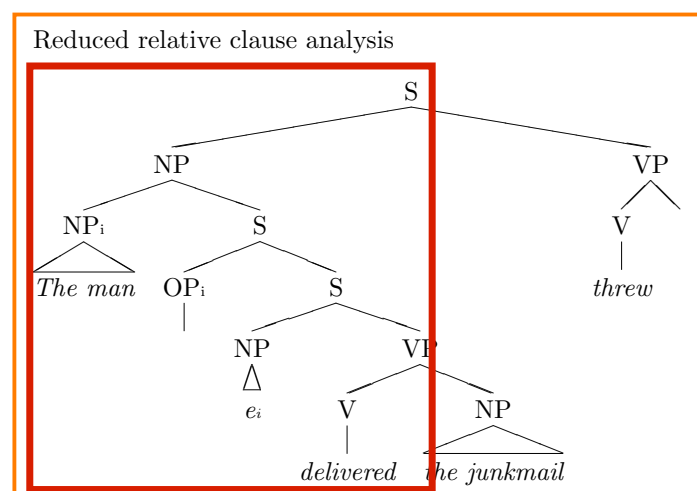 Reduced relative clause analysis
S
NP VP
NPᵢ S V
The man OPᵢ S threw
NP VP
eᵢ V NP
delivered the junkmail